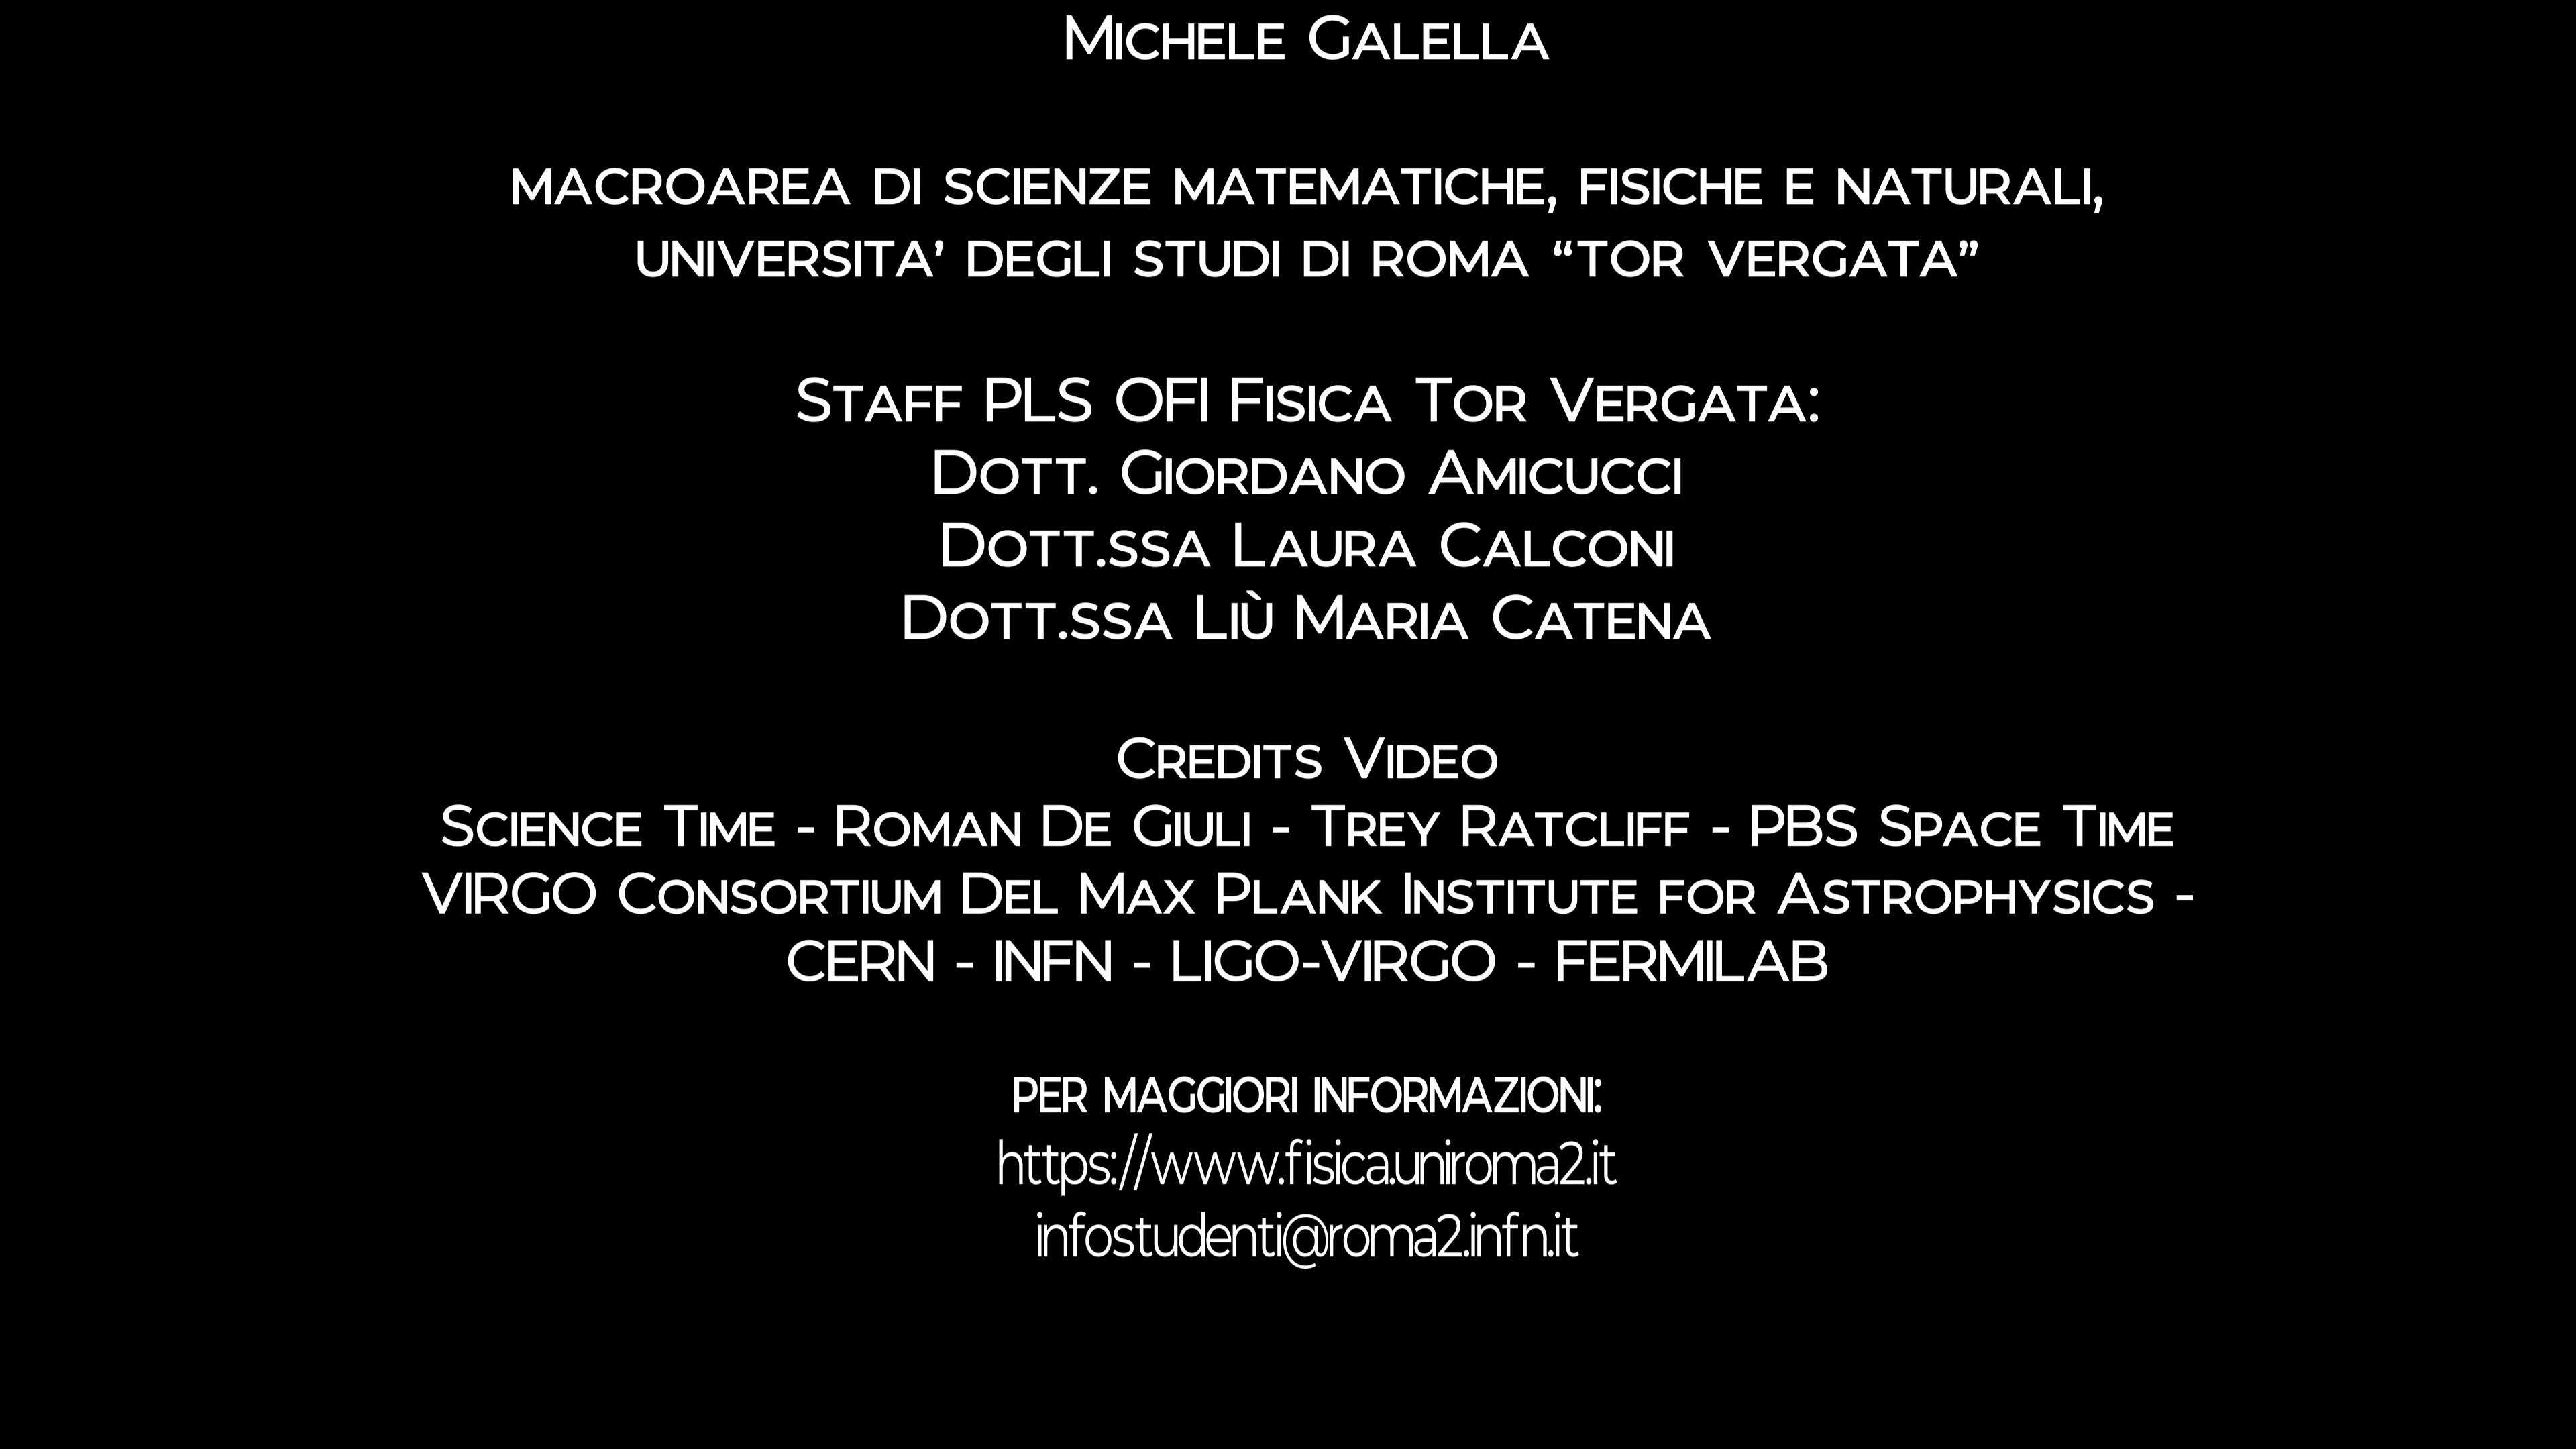 Michele Galella
MACROAREA DI SCIENZE MATEMATICHE, FISICHE E NATURALI,
UNIVERSITA’ DEGLI STUDI DI ROMA “TOR VERGATA”
Staff PLS OFI Fisica Tor Vergata:
Dott. Giordano Amicucci
Dott.ssa Laura Calconi
Dott.ssa Liù Maria Catena
Credits Video
Science Time - Roman De Giuli - Trey Ratcliff - PBS Space Time
VIRGO Consortium Del Max Plank Institute for Astrophysics -
CERN - INFN - LIGO-VIRGO - FERMILAB
PER MAGGIORI INFORMAZIONI:
https://www.fisica.uniroma2.it
infostudenti@roma2.infn.it